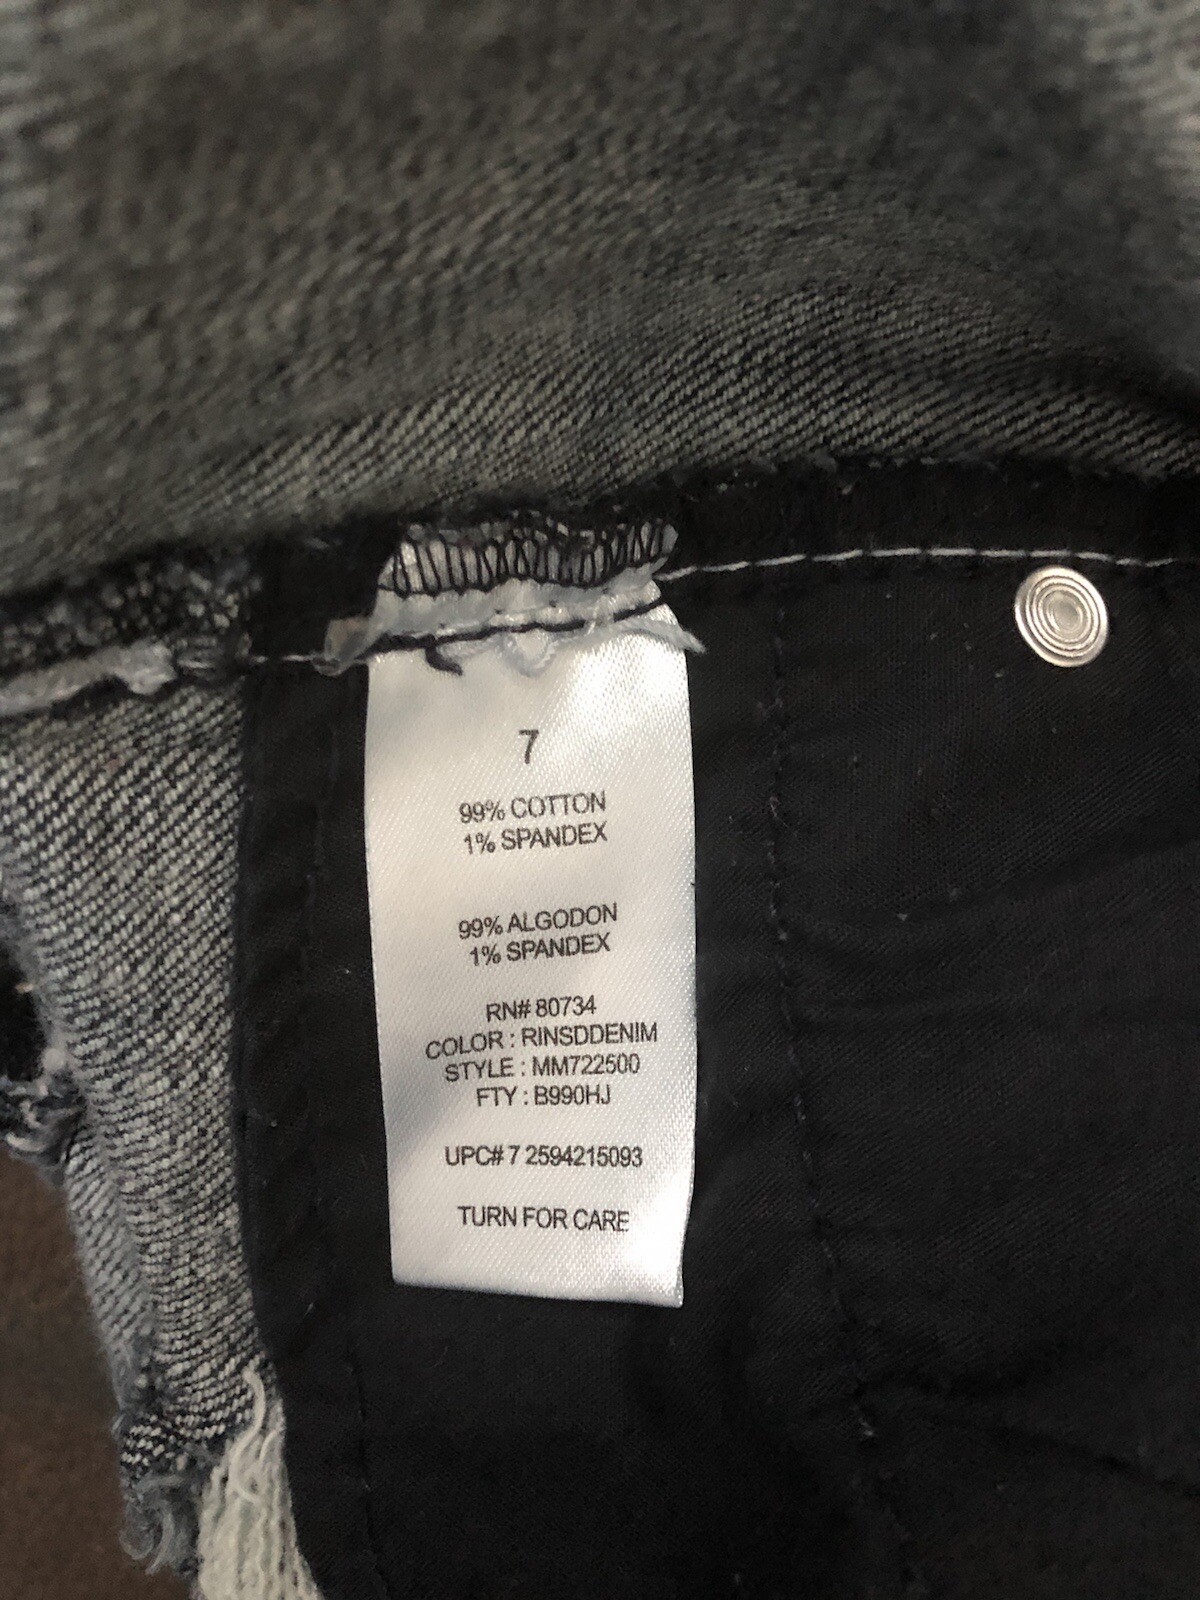 7
99% COTTON
1% SPANDEX
99% ALGODON
1% SPANDEX
RN# 80734
COLOR : RINSDDENIM
STYLE : MM722500
FTY : B990HJ
UPC# 7 2594215093
TURN FOR CARE